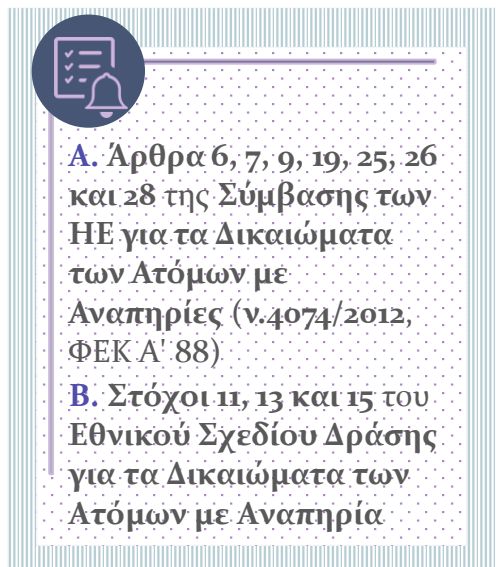 Α. Άρθρα 6, 7, 9, 19, 25, 26
και 28 της Σύμβασης των
ΗΕ για τα Δικαιώματα
των Ατόμων με
Αναπηρίες (ν.4074/2012,
ΦΕΚ Α' 88)
Β. Στόχοι 11, 13 και 15 του
Εθνικού Σχεδίου Δράσης
για τα Δικαιώματα των
Ατόμων με Αναπηρία